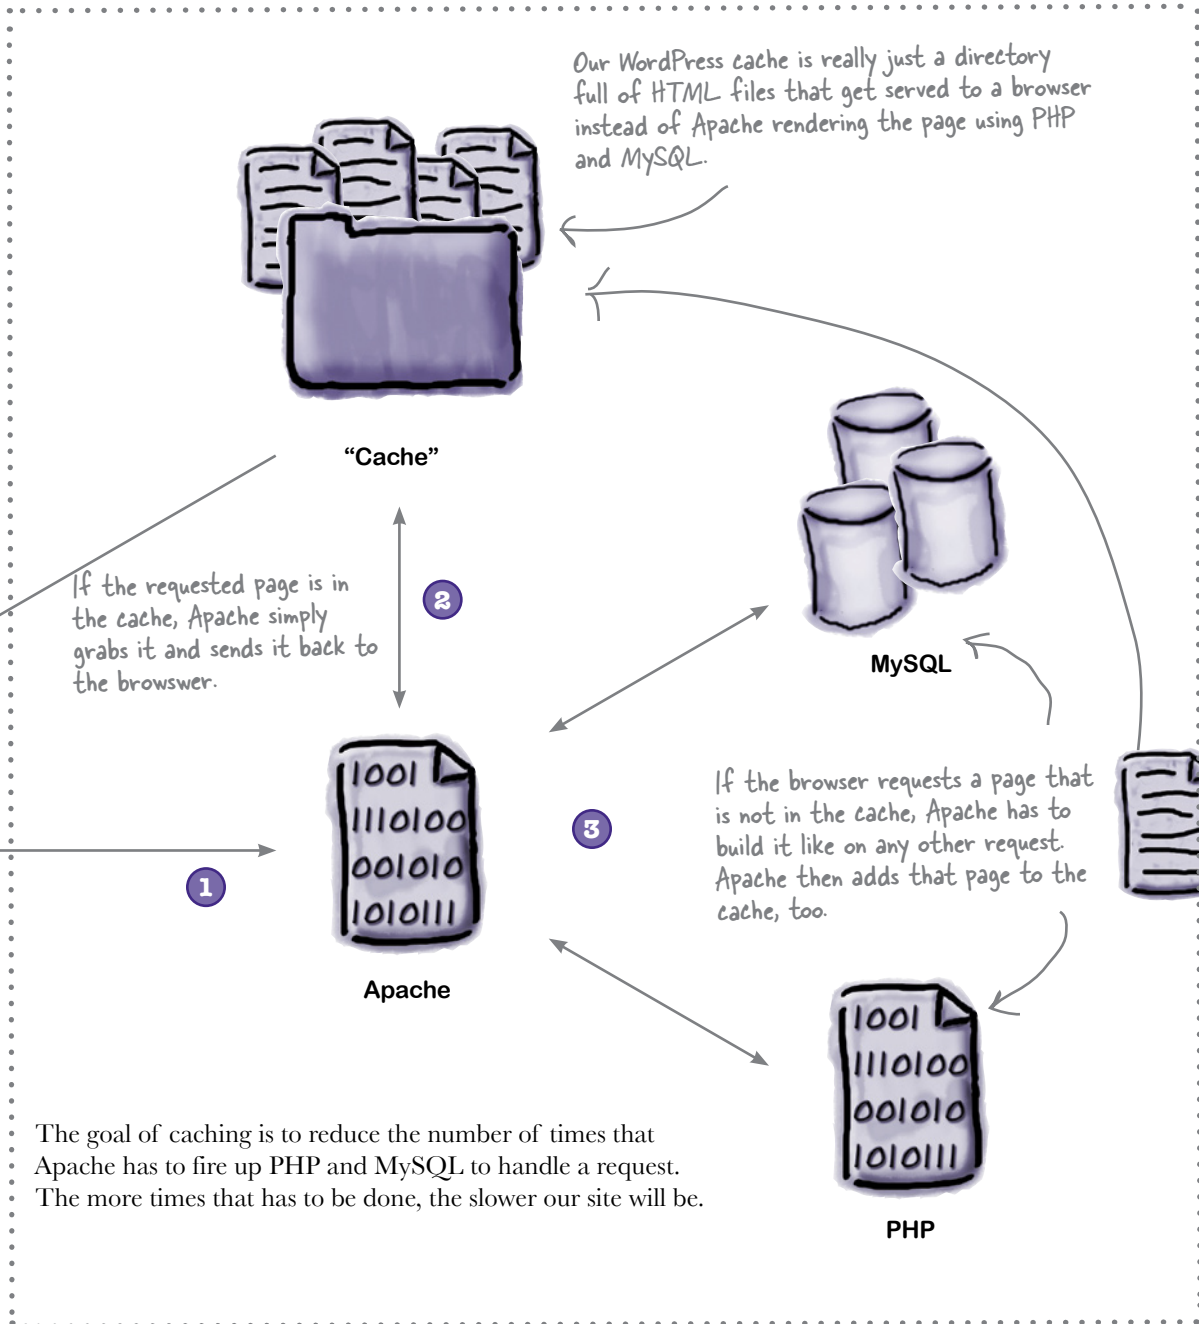 Our WordPress cache is really just a directory
full of HTML files that get served to a browser
instead of Apache rendering the page using PHP
and MySQL.
“Cache”
If the requested page is in
the cache, Apache simply
grabs it and sends it back to
the browswer.
2
MySQL
1001
1110100
001010
1010111
Apache
1
3
If the browser requests a page that
is not in the cache, Apache has to
build it like on any other request.
Apache then adds that page to the
cache, too.
1001
1110100
001010
1010111
PHP
The goal of caching is to reduce the number of times that
Apache has to fire up PHP and MySQL to handle a request.
The more times that has to be done, the slower our site will be.